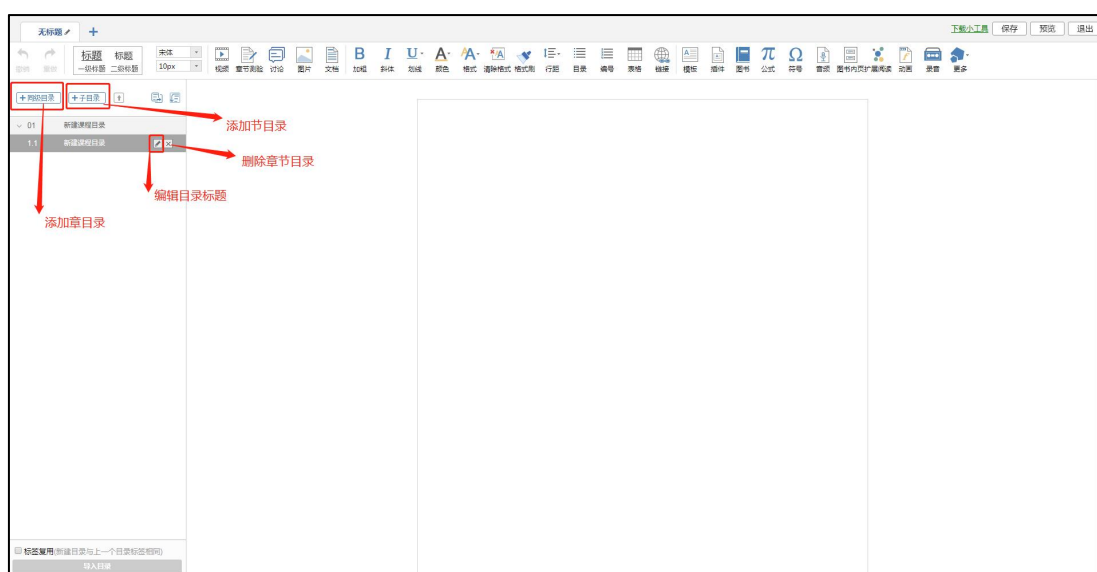 无标题 +
下载小工具 保存 预览 退出
标题 标题 宋体
一级标题 二级标题 10px
B I U A A π Ω
视频 章节测验 讨论 图片 文档 加粗 斜体 划线 颜色 格式 清除格式 格式刷 行距 目录 编号 表格 链接 模板 插件 图书 公式 符号 音频 图书内页 扩展阅读 动画 录音 更多
+同级目录 +子目录
添加节目录
01 新建课程目录
1.1 新建课程目录
删除章节目录
编辑目录标题
添加章目录
标签复用(新建目录与上一个目录标签相同)
导入目录